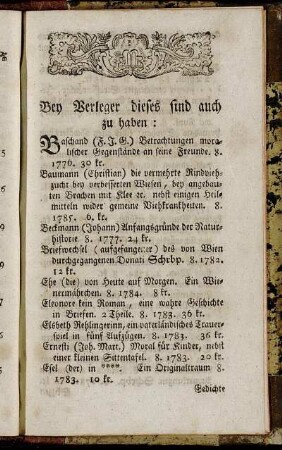 Bey Verleger dieses sind auch
zu haben:
Baschand (F. J. G.) Betrachtungen mora-
lischer Gegenstände an seine Freunde. 8.
1776. 30 kr.
Baumann (Christian) die vermehrte Rindvieh-
zucht bey verbesserten Wiesen, bey angebau-
ten Brachen mit Klee ꝛc. nebst einigen Heils-
mitteln wider gemeine Viehkrankheiten. 8.
1785. 6. kr.
Beckmann (Johann) Anfangsgründe der Natur-
historie 8. 1777. 24 kr.
Briefwechsel (aufgefangener) des von Wien
durchgegangenen Donati Schrbp. 8. 1782.
12 kr.
Ehe (die) von Heute auf Morgen. Ein Wie-
nermährchen. 8. 1784. 8 kr.
Eleonore kein Roman, eine wahre Geschichte
in Briefen. 2 Theile. 8. 1783. 36 kr.
Elsbeth Rehlingerinn, ein vaterländisches Trauer-
spiel in fünf Aufzügen. 8. 1783. 36 kr.
Ernesti (Joh. Mart.) Moral für Kinder, nebst
einer kleinen Sittentafel. 8. 1783. 20 kr.
Esel (der) in ****. Ein Originaltraum 8.
1783. 10 kr.
Gedichte